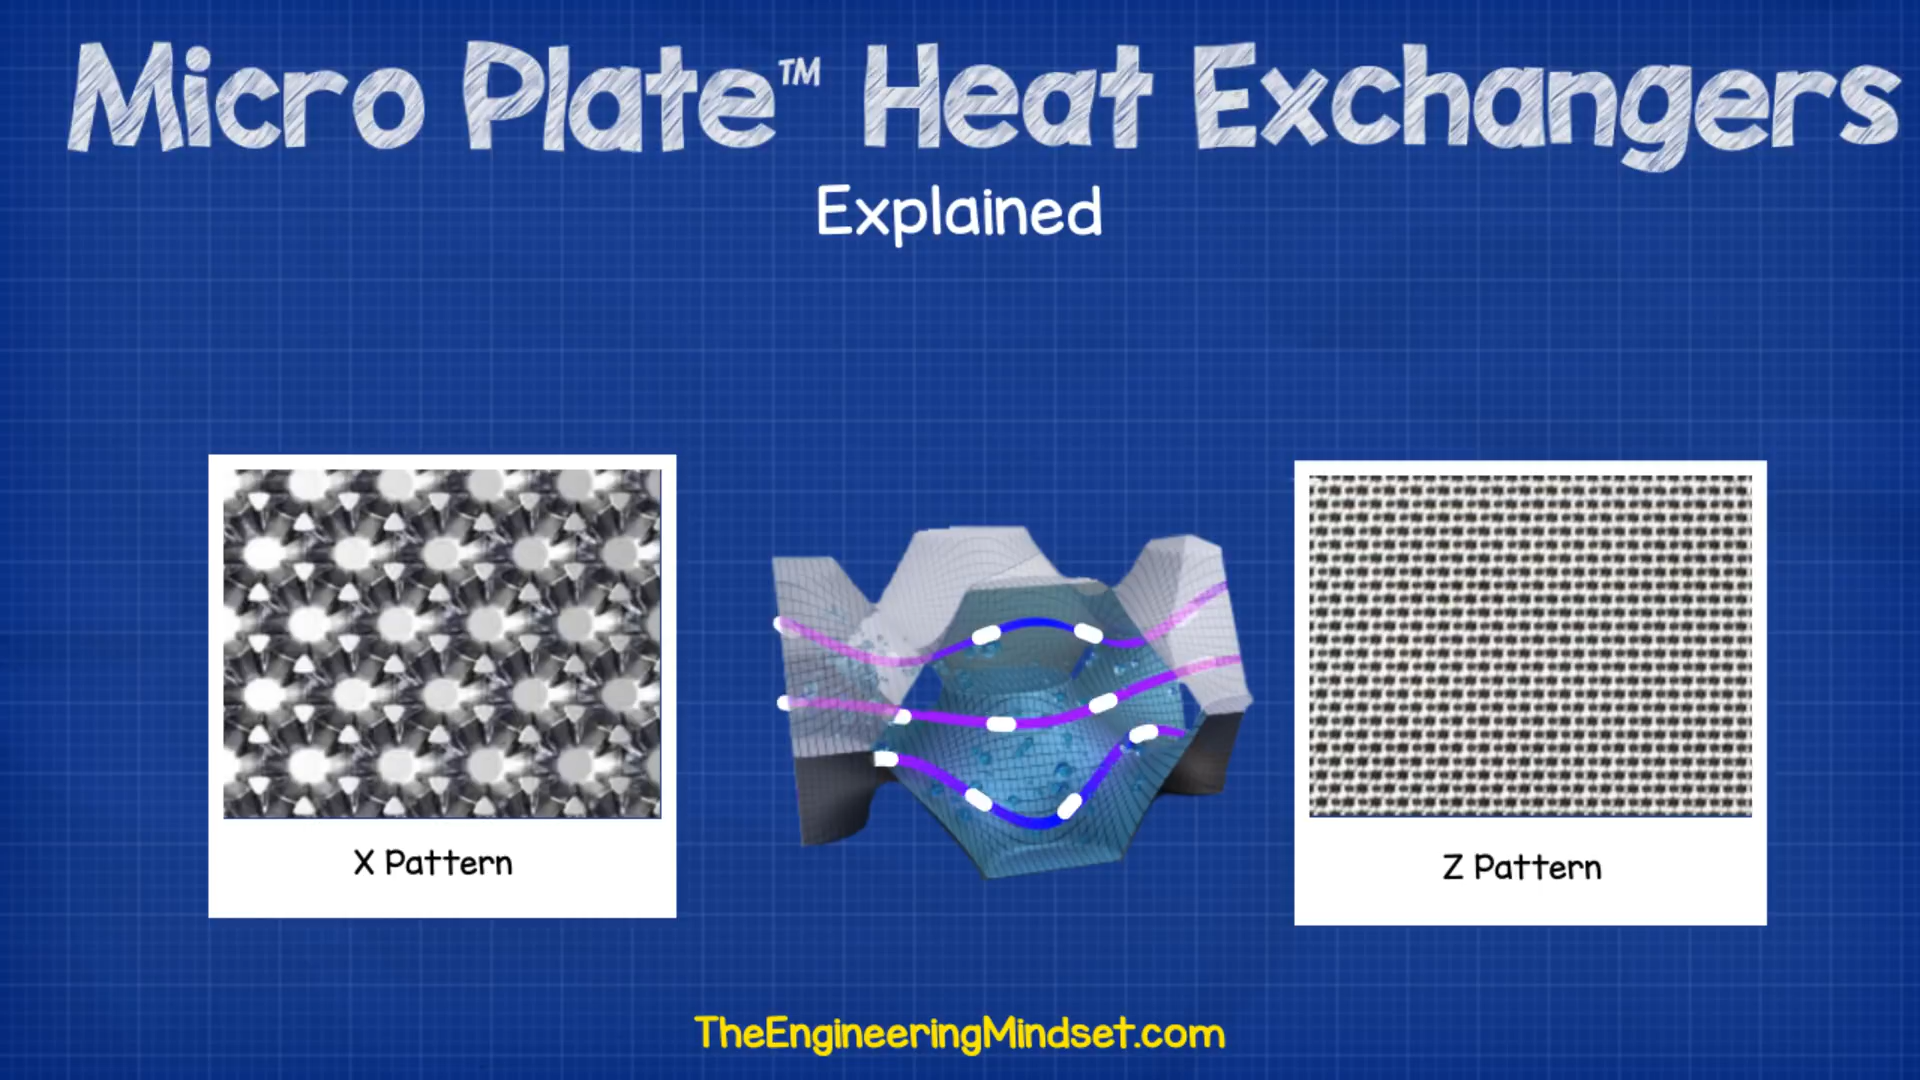 Micro Plate™ Heat Exchangers
Explained
X Pattern
Z Pattern
TheEngineeringMindset.com